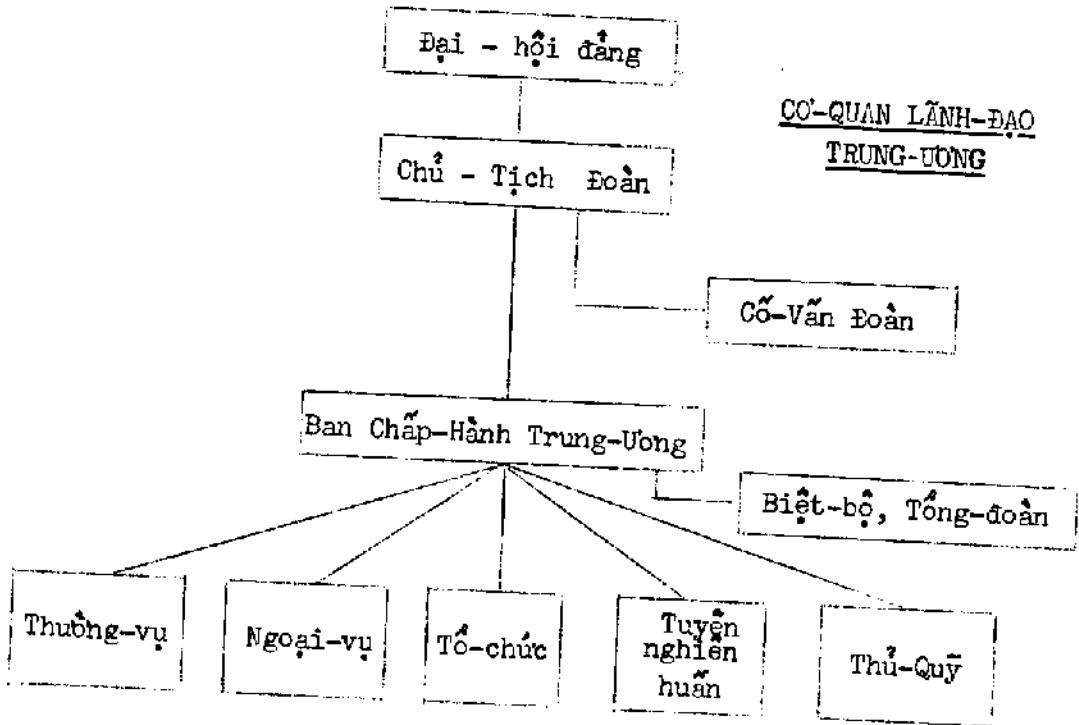 Đại - hội đảng
CƠ-QUAN LÃNH-ĐẠO
TRUNG-ƯƠNG
Chủ - Tịch Đoàn
Cỗ-Vấn Đoàn
Ban Chấp-Hành Trung-Ương
Biệt-bộ, Tổng-đoàn
Thường-vụ
Ngoại-vụ
Tổ-chức
Tuyên
nghiên
huấn
Thủ-Quỹ